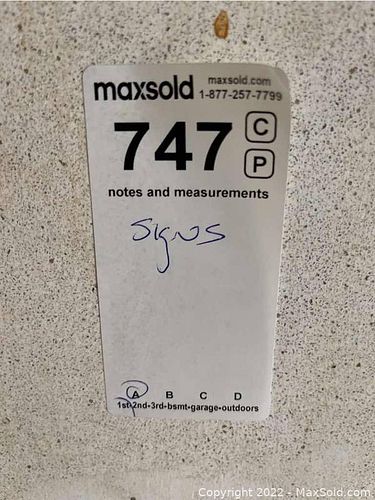 maxsold maxsold.com
1-877-257-7799
747 C
P
notes and measurements
Signs
A B C D
1st-2nd-3rd-bsmt-garage-outdoors
Copyright 2022 - MaxSold.com